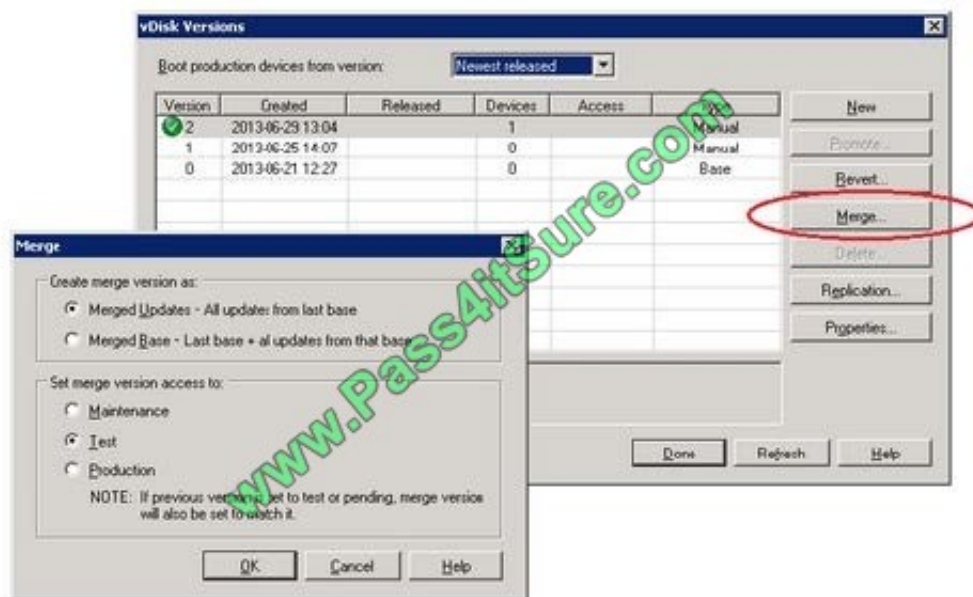 vDisk Versions
Boot production devices from version: Newest released
Version Created Released Devices Access Type
2 2013-06-29 13:04 1 Manual
1 2013-06-25 14:07 0 Manual
0 2013-06-21 12:27 0 Base
New
Promote...
Revert...
Merge...
Delete...
Replication...
Properties...
Done Refresh Help
Merge
Create merge version as:
Merged Updates - All updates from last base
Merged Base - Last base + all updates from that base
Set merge version access to:
Maintenance
Test
Production
NOTE: If previous version is set to test or pending, merge version
will also be set to match it.
OK Cancel Help
www.Pass4itSure.com